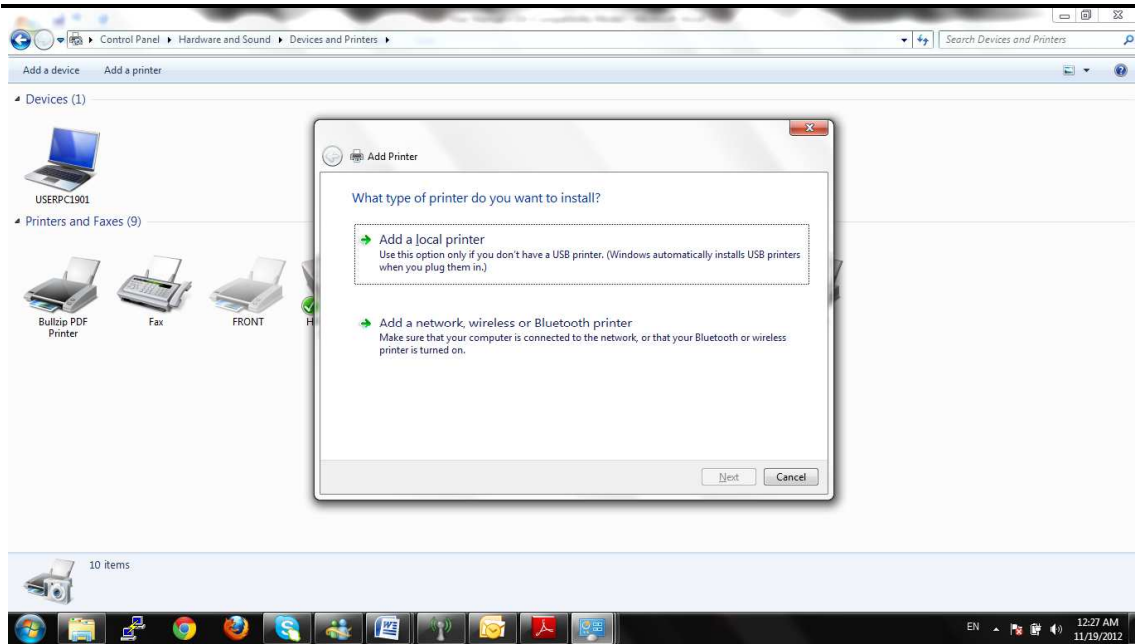 Control Panel ▸ Hardware and Sound ▸ Devices and Printers ▸
Search Devices and Printers
Add a device Add a printer
Devices (1)
USERPC1901
Printers and Faxes (9)
Bullzip PDF
Printer
Fax
FRONT
H
Add Printer
What type of printer do you want to install?
Add a local printer
Use this option only if you don't have a USB printer. (Windows automatically installs USB printers
when you plug them in.)
Add a network, wireless or Bluetooth printer
Make sure that your computer is connected to the network, or that your Bluetooth or wireless
printer is turned on.
Next Cancel
10 items
EN
12:27 AM
11/19/2012